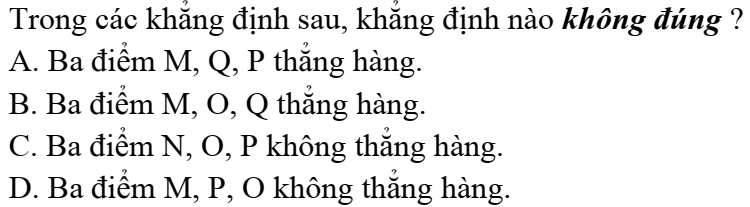 Trong các khẳng định sau, khẳng định nào không đúng ?
A. Ba điểm M, Q, P thẳng hàng.
B. Ba điểm M, O, Q thẳng hàng.
C. Ba điểm N, O, P không thẳng hàng.
D. Ba điểm M, P, O không thẳng hàng.